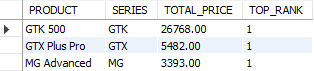 PRODUCT SERIES TOTAL_PRICE TOP_RANK
GTK 500 GTK 26768.00 1
GTX Plus Pro GTX 5482.00 1
MG Advanced MG 3393.00 1